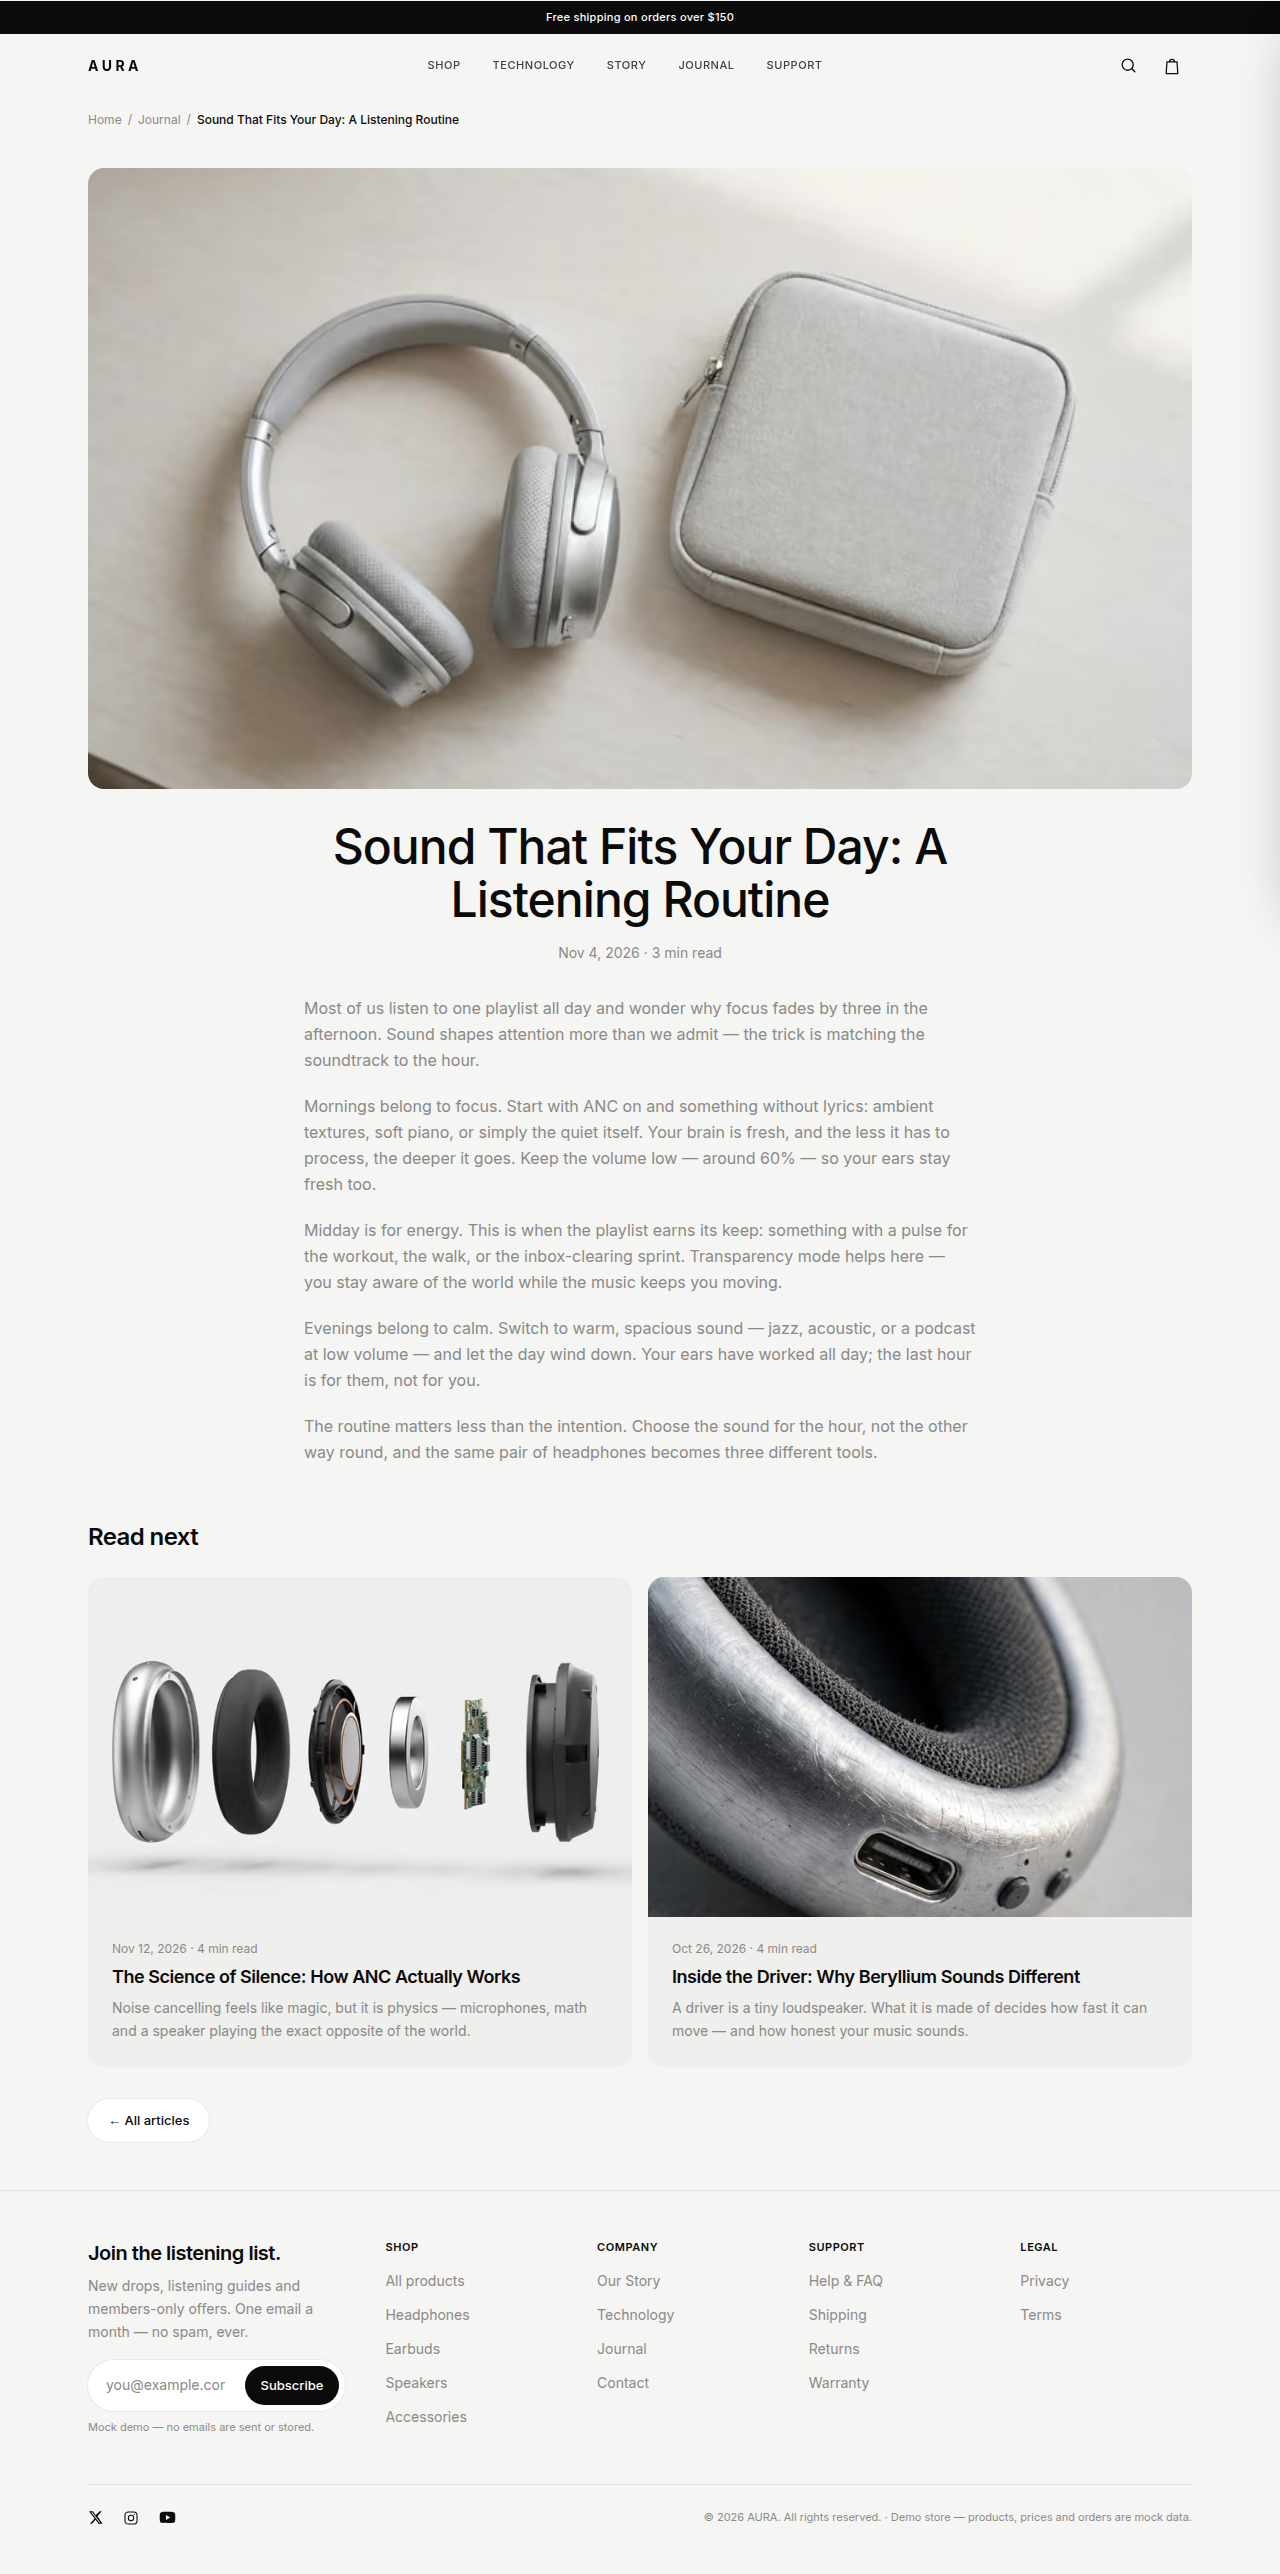 Free shipping on orders over $150
AURA
SHOP TECHNOLOGY STORY JOURNAL SUPPORT
Home / Journal / Sound That Fits Your Day: A Listening Routine
Sound That Fits Your Day: A
Listening Routine
Nov 4, 2026 · 3 min read
Most of us listen to one playlist all day and wonder why focus fades by three in the
afternoon. Sound shapes attention more than we admit — the trick is matching the
soundtrack to the hour.
Mornings belong to focus. Start with ANC on and something without lyrics: ambient
textures, soft piano, or simply the quiet itself. Your brain is fresh, and the less it has to
process, the deeper it goes. Keep the volume low — around 60% — so your ears stay
fresh too.
Midday is for energy. This is when the playlist earns its keep: something with a pulse for
the workout, the walk, or the inbox-clearing sprint. Transparency mode helps here —
you stay aware of the world while the music keeps you moving.
Evenings belong to calm. Switch to warm, spacious sound — jazz, acoustic, or a podcast
at low volume — and let the day wind down. Your ears have worked all day; the last hour
is for them, not for you.
The routine matters less than the intention. Choose the sound for the hour, not the other
way round, and the same pair of headphones becomes three different tools.
Read next
Nov 12, 2026 · 4 min read
The Science of Silence: How ANC Actually Works
Noise cancelling feels like magic, but it is physics — microphones, math
and a speaker playing the exact opposite of the world.
Oct 26, 2026 · 4 min read
Inside the Driver: Why Beryllium Sounds Different
A driver is a tiny loudspeaker. What it is made of decides how fast it can
move — and how honest your music sounds.
← All articles
Join the listening list.
New drops, listening guides and
members-only offers. One email a
month — no spam, ever.
you@example.cor
Subscribe
Mock demo — no emails are sent or stored.
SHOP
All products
Headphones
Earbuds
Speakers
Accessories
COMPANY
Our Story
Technology
Journal
Contact
SUPPORT
Help & FAQ
Shipping
Returns
Warranty
LEGAL
Privacy
Terms
© 2026 AURA. All rights reserved. · Demo store — products, prices and orders are mock data.